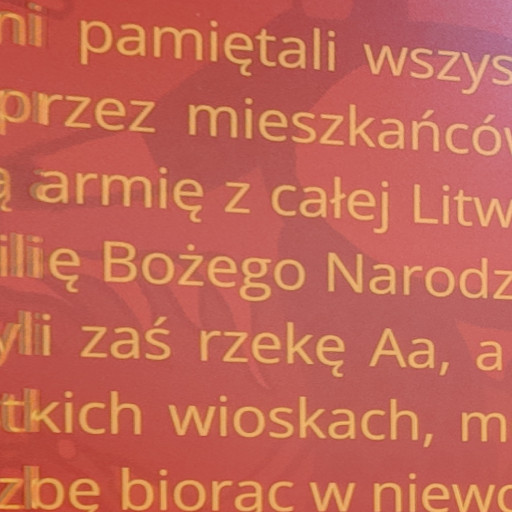 ni pamiętali wszys
przez mieszkańców
ą armię z całej Litw
ilię Bożego Narodz
yli zaś rzekę Aa, a
tkich wioskach, m
zbę biorąc w niewo